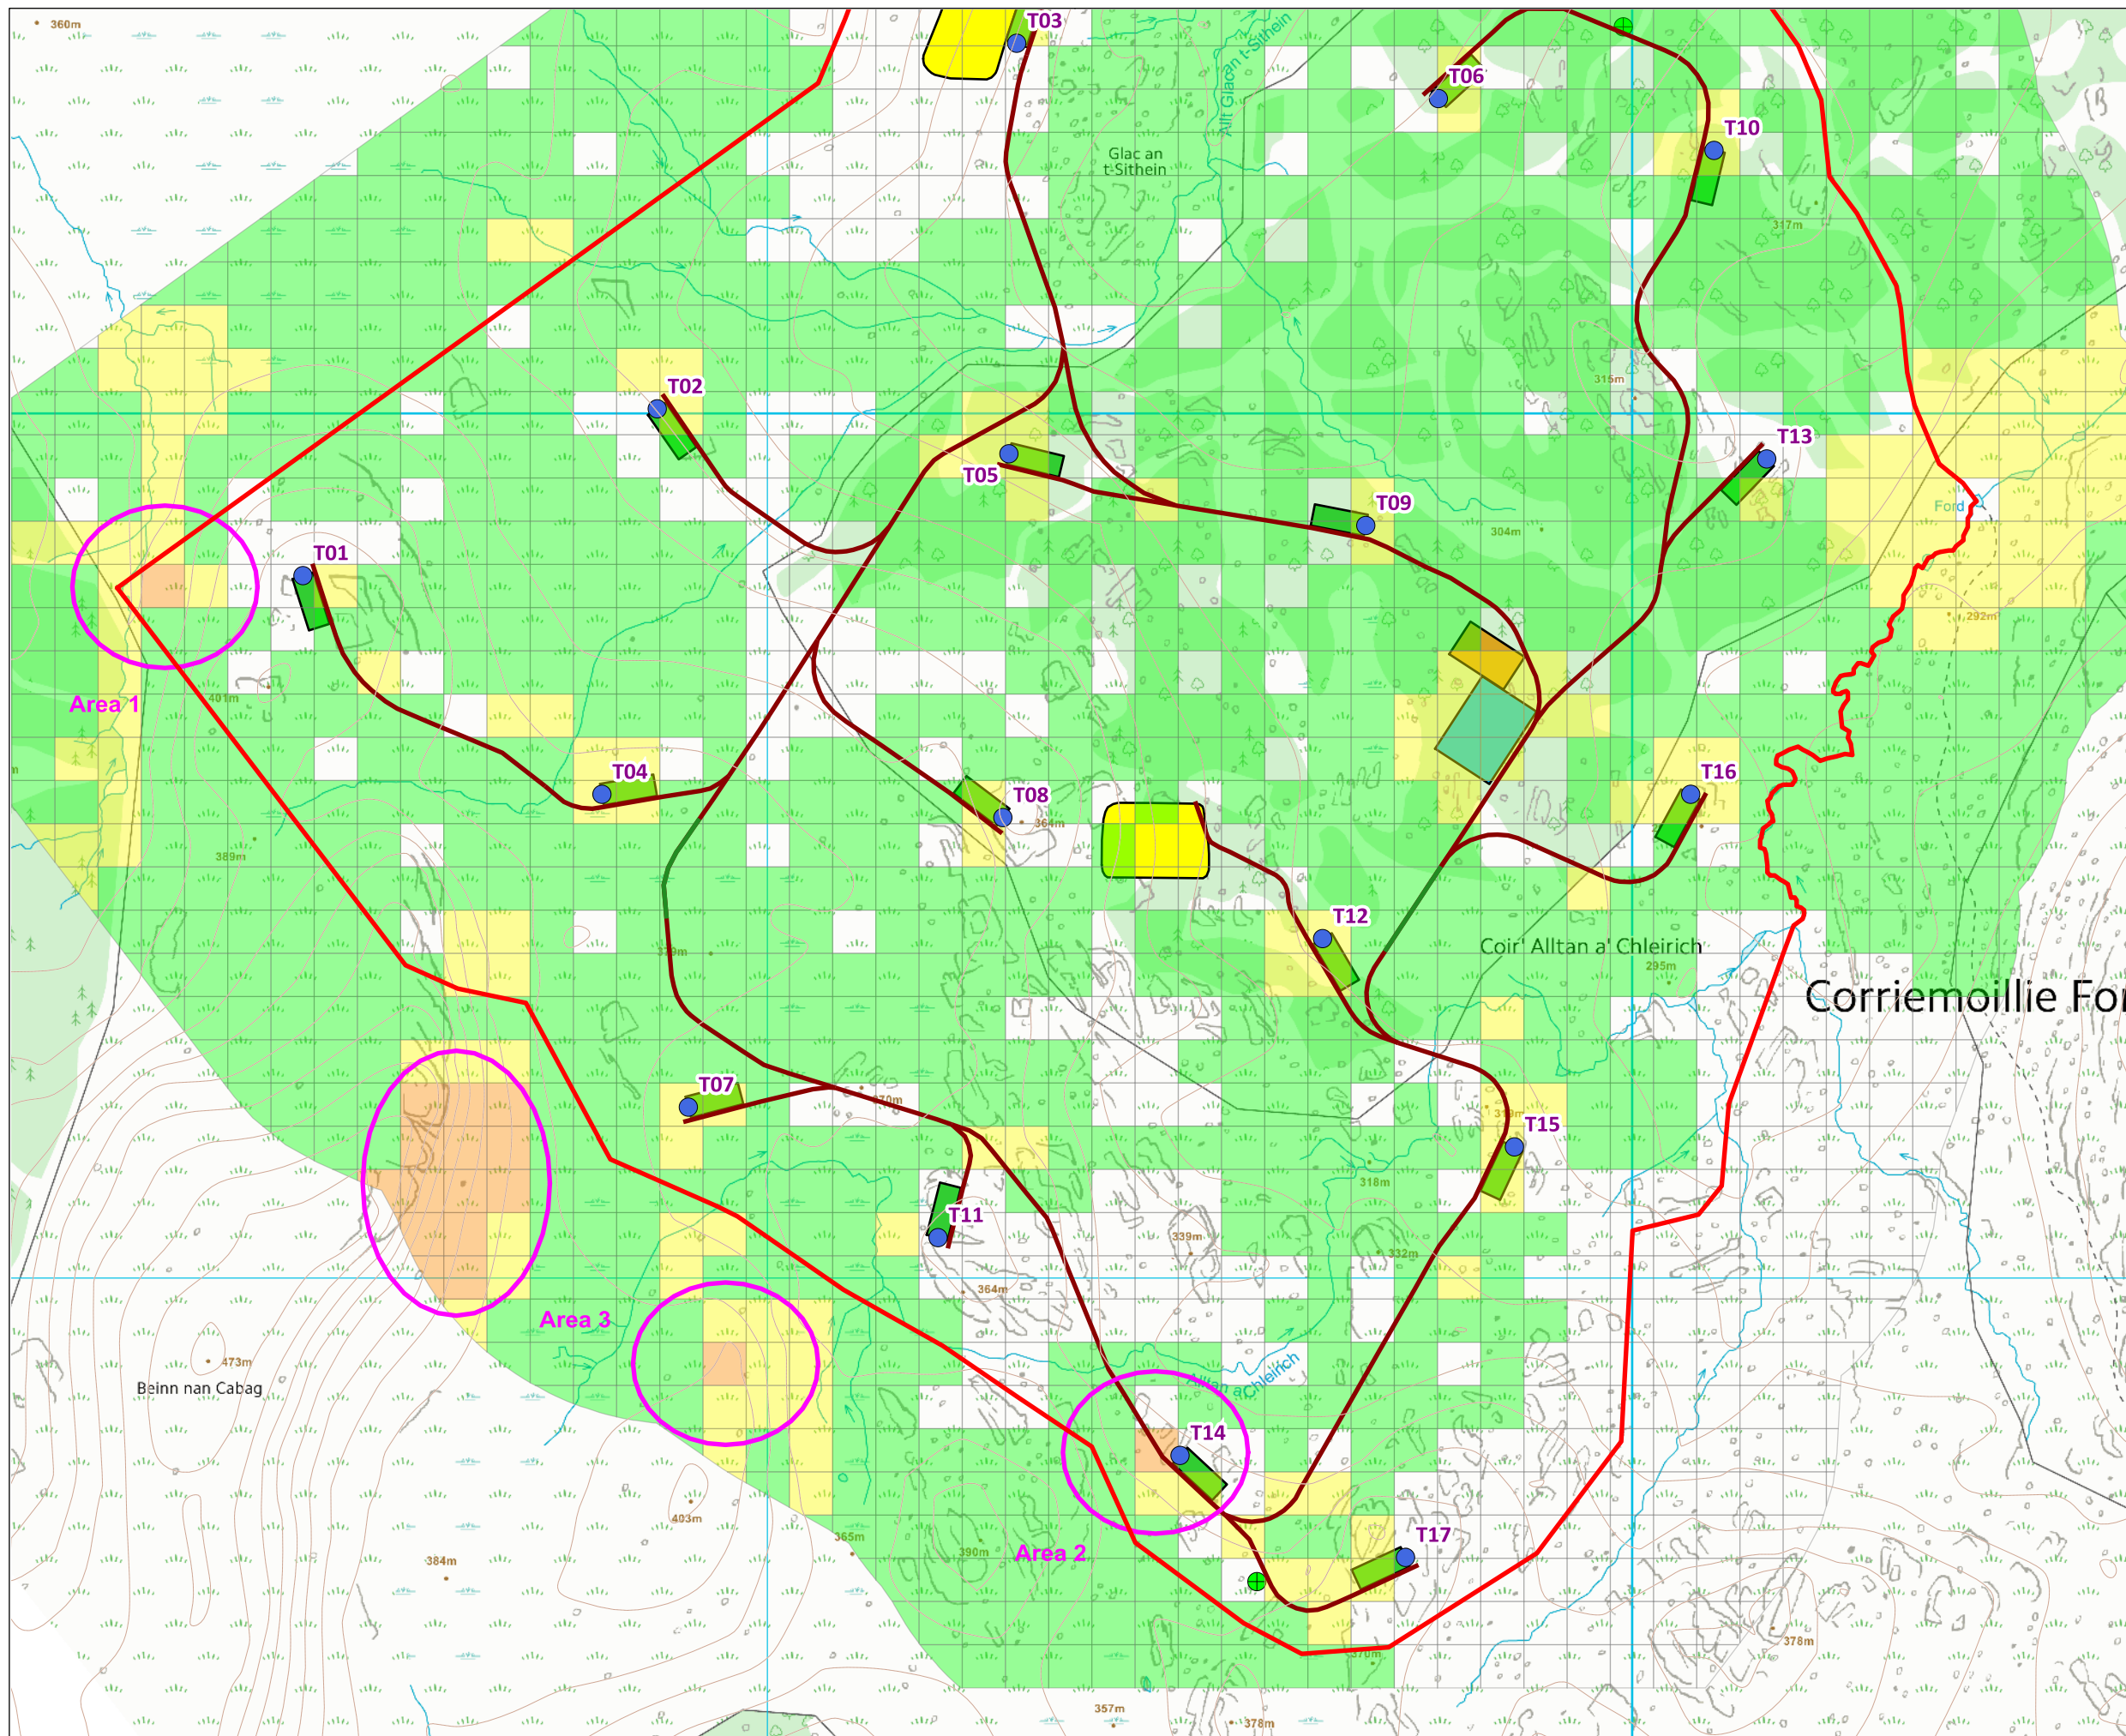 360m
T03
Allt Glac an t-Sithein
T06
T10
Glac an
t-Sithein
317m
T02
315m
T13
T05
T09
Ford
304m
T01
292m
401m
Area 1
T04
T16
T08
364m
389m
T12
Coir' Alltan a' Chleirich
379m
295m
Corriemoillie For
T07
370m
310m
T15
318m
T11
339m
332m
364m
Area 3
473m
Beinn nan Cabag
Alltan a' Chleirich
T14
403m
365m
T17
390m
Area 2
384m
378m
370m
357m
378m